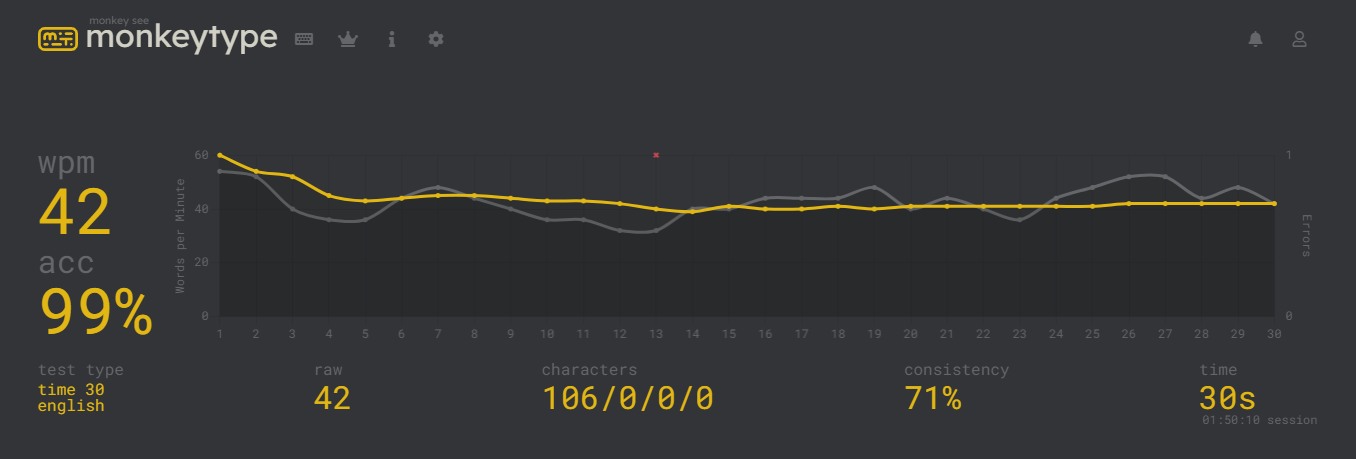 monkey see
monkeytype
wpm
42
acc
99%
Words per Minute
60
40
20
0
1 2 3 4 5 6 7 8 9 10 11 12 13 14 15 16 17 18 19 20 21 22 23 24 25 26 27 28 29 30
1
0
Errors
test type
time 30
english
raw
42
characters
106/0/0/0
consistency
71%
time
30s
01:50:10 session